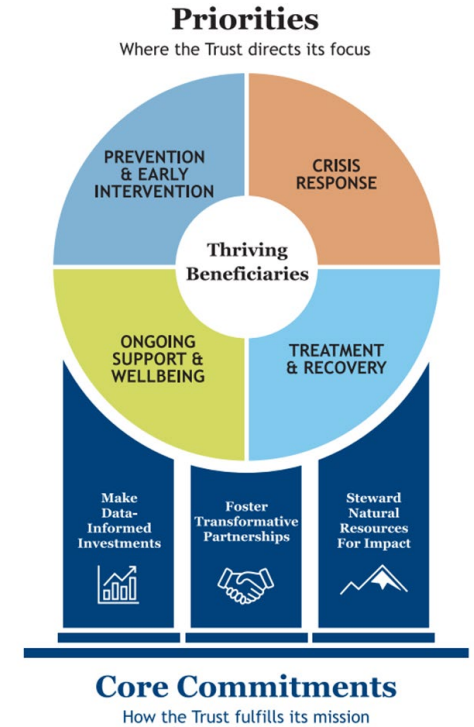 Priorities
Where the Trust directs its focus
PREVENTION
& EARLY
INTERVENTION
CRISIS
RESPONSE
Thriving
Beneficiaries
ONGOING
SUPPORT &
WELLBEING
TREATMENT
& RECOVERY
Make
Data-
Informed
Investments
Foster
Transformative
Partnerships
Steward
Natural
Resources
For Impact
Core Commitments
How the Trust fulfills its mission